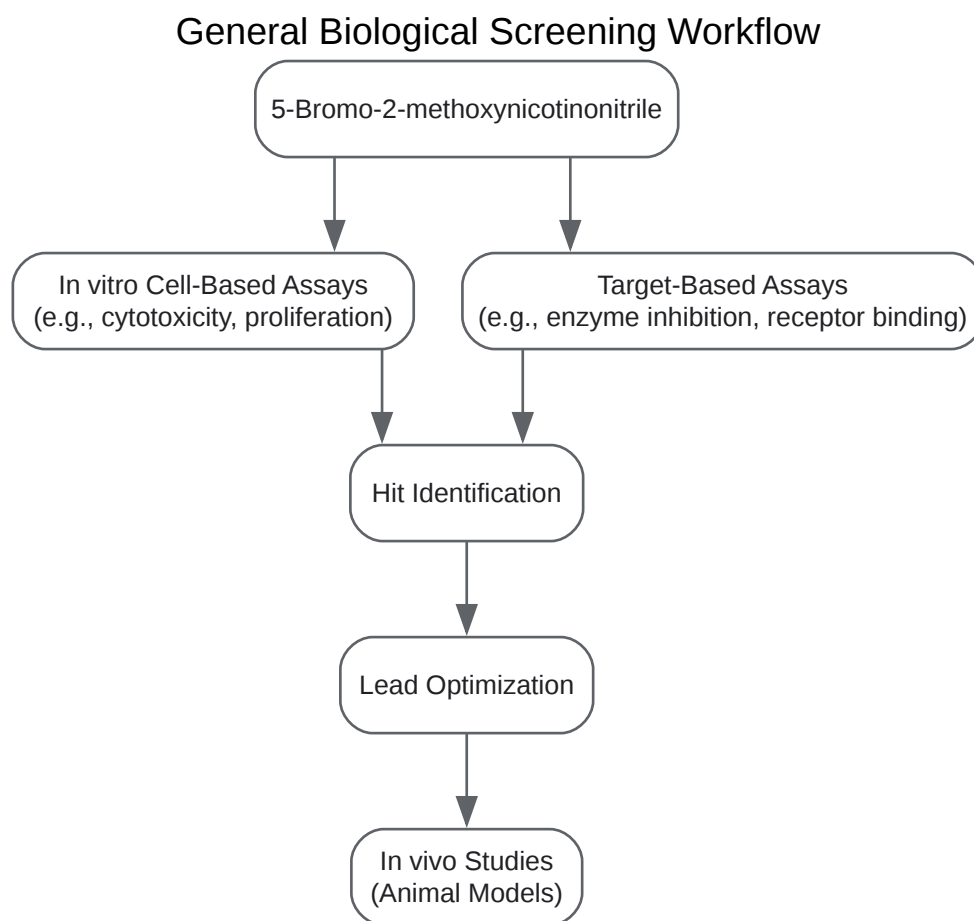 General Biological Screening Workflow
5-Bromo-2-methoxynicotinonitrile
In vitro Cell-Based Assays
(e.g., cytotoxicity, proliferation)
Target-Based Assays
(e.g., enzyme inhibition, receptor binding)
Hit Identification
Lead Optimization
In vivo Studies
(Animal Models)